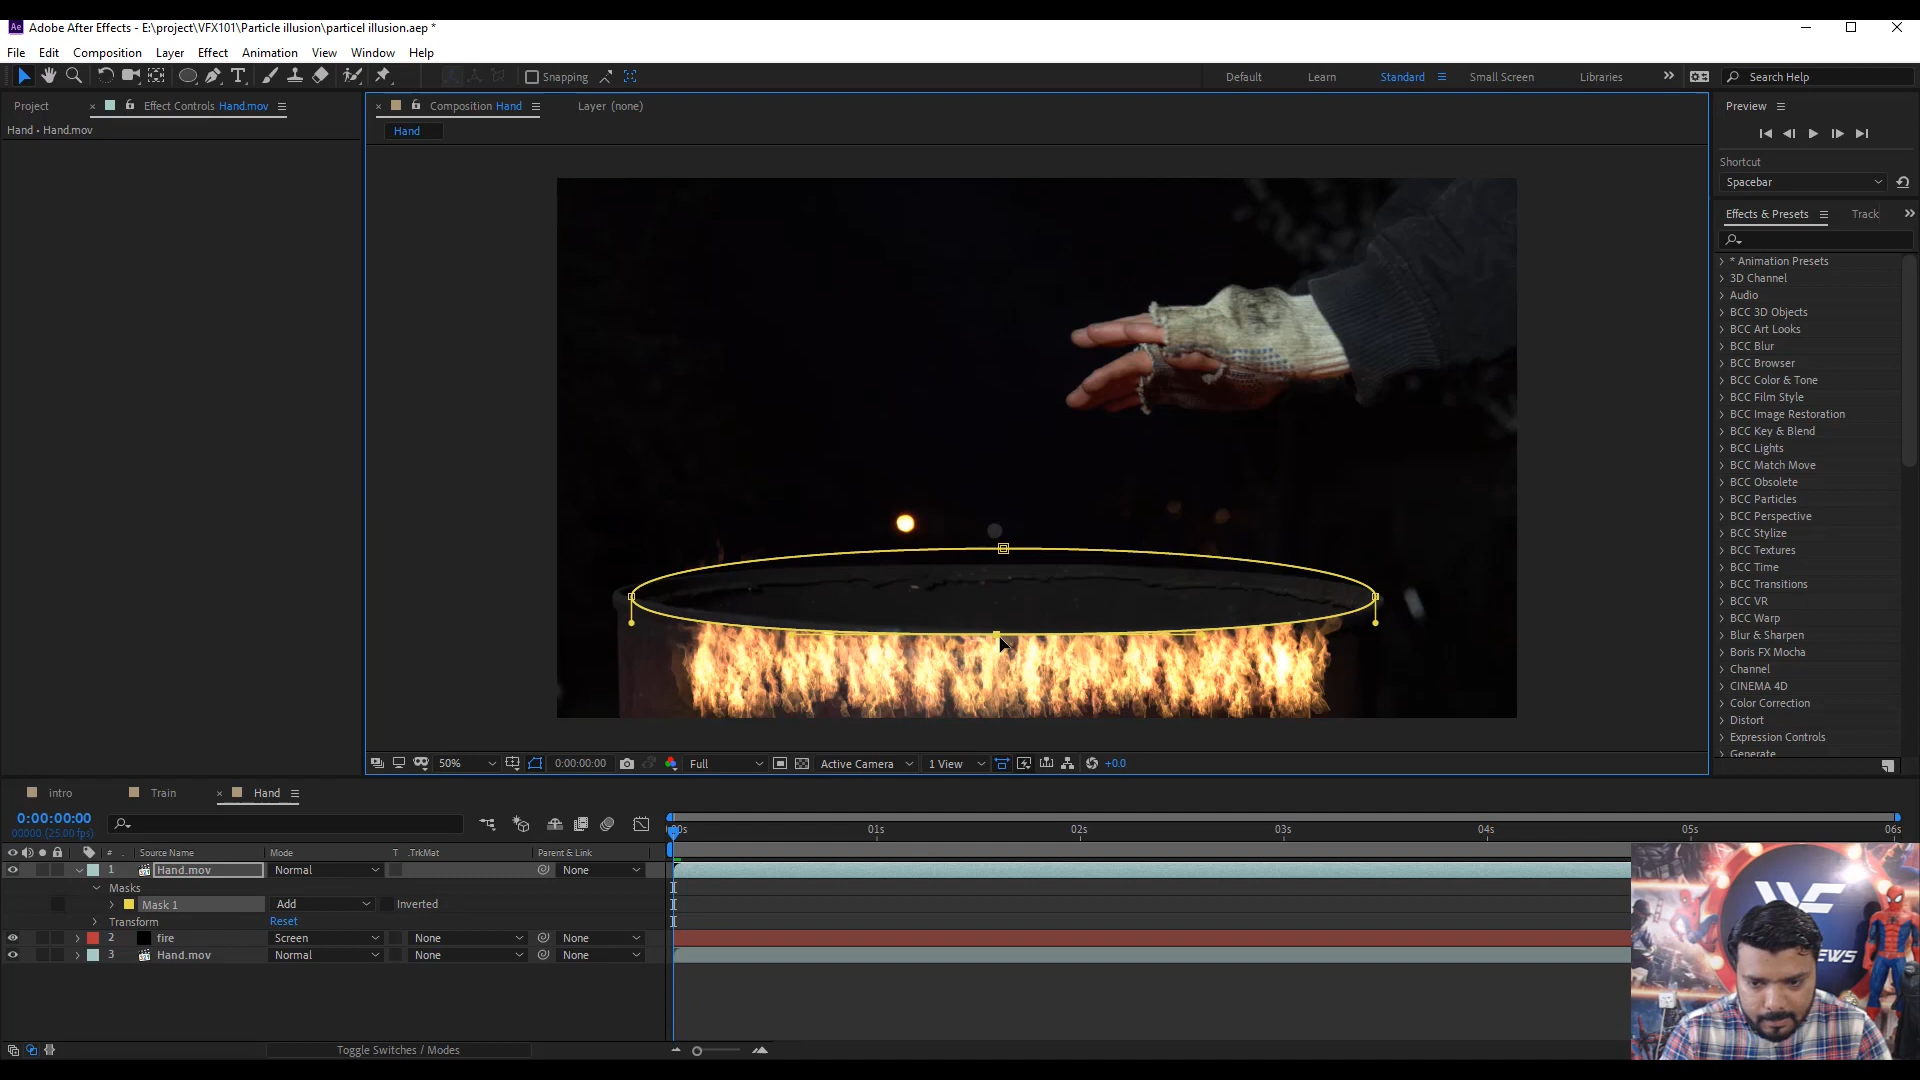 Ae Adobe After Effects - E:\project\VFX101\Particle illusion\particel illusion.aep *
File Edit Composition Layer Effect Animation View Window Help
Snapping
Default Learn Standard Small Screen Libraries Search Help
Project Effect Controls Hand.mov Composition Hand Layer (none) Preview
Hand • Hand.mov
Hand
Shortcut
Spacebar
Effects & Presets Track
* Animation Presets
3D Channel
Audio
BCC 3D Objects
BCC Art Looks
BCC Blur
BCC Browser
BCC Color & Tone
BCC Film Style
BCC Image Restoration
BCC Key & Blend
BCC Lights
BCC Match Move
BCC Obsolete
BCC Particles
BCC Perspective
BCC Stylize
BCC Textures
BCC Time
BCC Transitions
BCC VR
BCC Warp
Blur & Sharpen
Boris FX Mocha
Channel
CINEMA 4D
Color Correction
Distort
Expression Controls
Generate
50% 0:00:00:00 Full Active Camera 1 View +0.0
intro Train Hand
0:00:00:00
00000 (25.00 fps)
:00s 01s 02s 03s 04s 05s 06s
# Source Name Mode T .TrkMat Parent & Link
1 Hand.mov Normal None
Masks
Mask 1 Add Inverted
Transform Reset
2 fire Screen None None
3 Hand.mov Normal None None
Toggle Switches / Modes